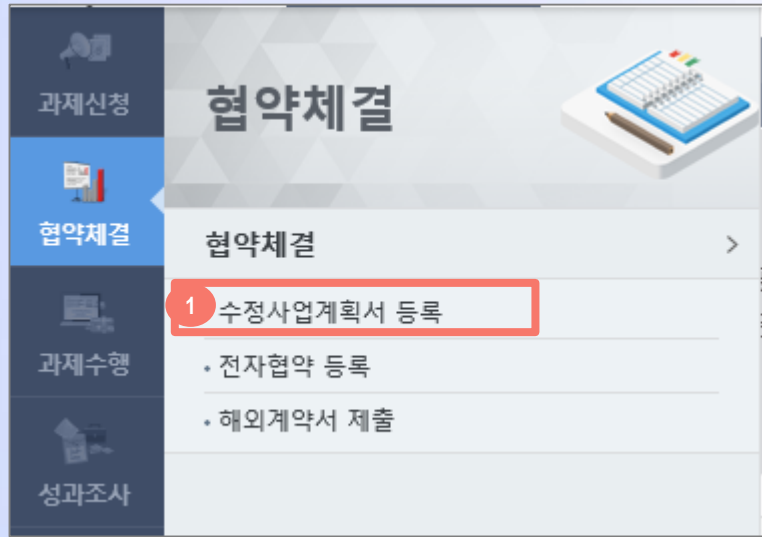 과제신청
협약체결
과제수행
성과조사
협약체결
협약체결
1 수정사업계획서 등록
전자협약 등록
해외계약서 제출